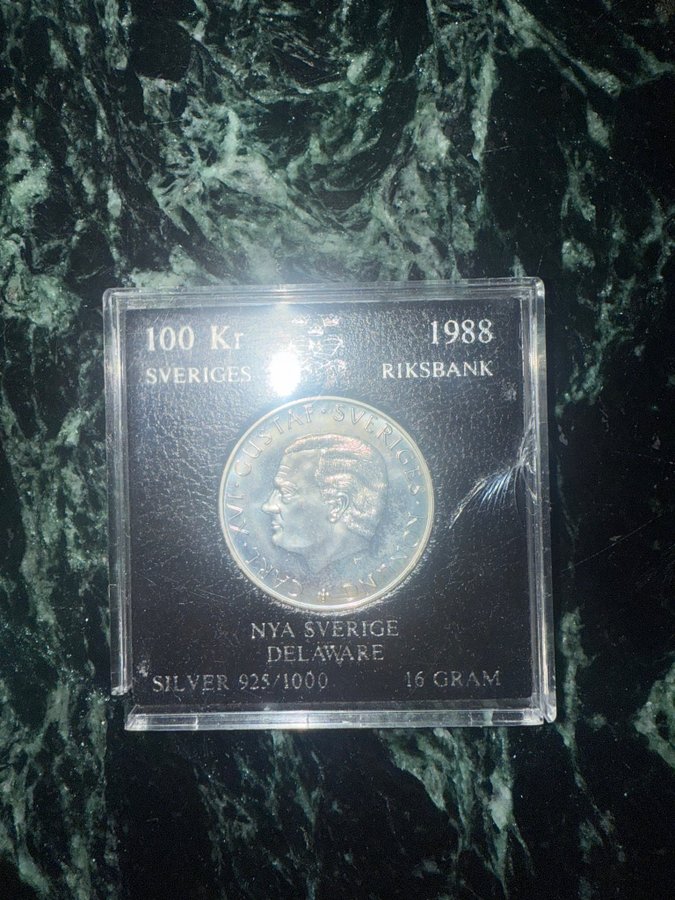 100 Kr 1988
SVERIGES RIKSBANK
CARL XVI GUSTAF · SVERIGES KONUNG
NYA SVERIGE
DELAWARE
SILVER 925/1000 16 GRAM